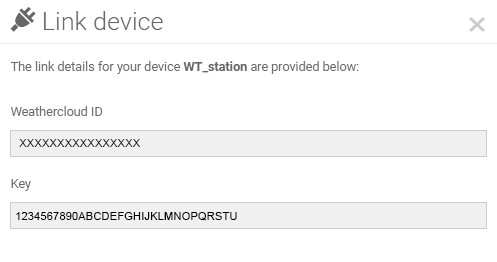 Link device
The link details for your device WT_station are provided below:
Weathercloud ID
XXXXXXXXXXXXXXXX
Key
1234567890ABCDEFGHIJKLMNOPQRSTU